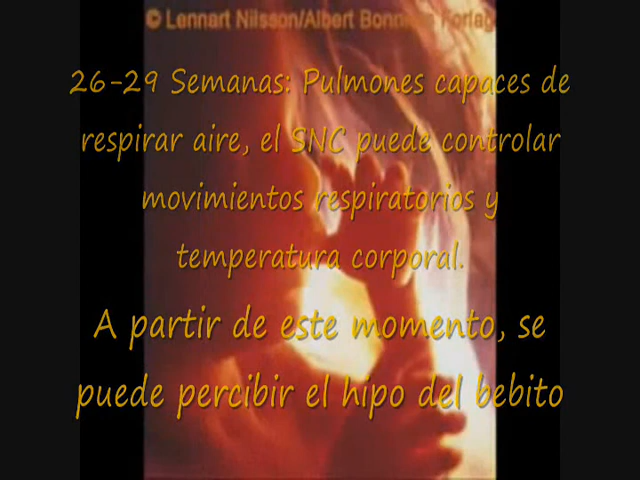 © Lennart Nilsson/Albert Bonniers Förlag
26-29 Semanas: Pulmones capaces de
respirar aire, el SNC puede controlar
movimientos respiratorios y
temperatura corporal.
A partir de este momento, se
puede percibir el hipo del bebito